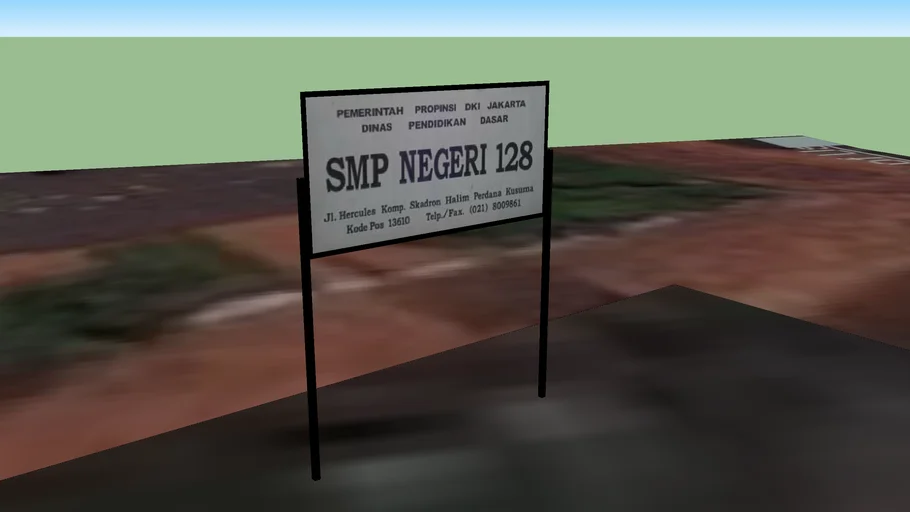 PEMERINTAH PROPINSI DKI JAKARTA
DINAS PENDIDIKAN DASAR
SMP NEGERI 128
Jl. Hercules Komp. Skadron Halim Perdana Kusuma
Kode Pos 13610 Telp./Fax. (021) 8009861